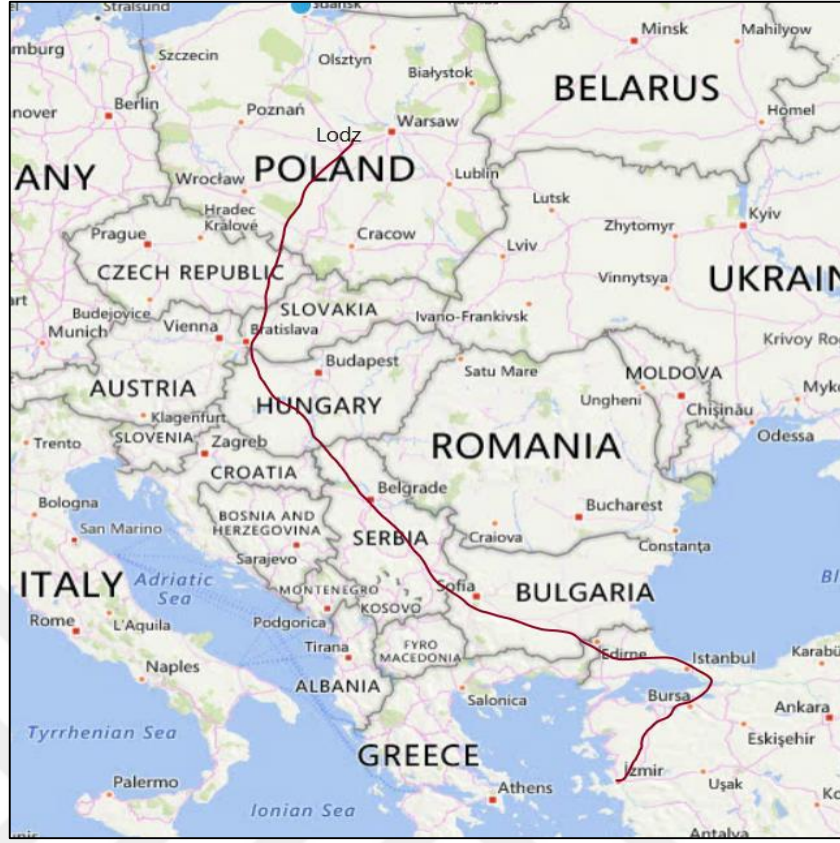 Stralsund
Gdańsk
Minsk
Mahilyow
mburg
Szczecin
Olsztyn
Białystok
BELARUS
nover
Berlin
Poznań
Warsaw
Homel
Lodz
ANY
POLAND
Wrocław
Lublin
Lutsk
Kyiv
Hradec
Králové
Prague
Cracow
Lviv
Zhytomyr
CZECH REPUBLIC
Vinnytsya
UKRAIN
art
Budejovice
SLOVAKIA
Ivano-Frankivsk
Munich
Vienna
Bratislava
Krivoy Ro
Budapest
Satu Mare
MOLDOVA
AUSTRIA
Ungheni
Myk
Klagenfurt
HUNGARY
Chişinău
Trento
SLOVENIA
Zagreb
ROMANIA
Odessa
CROATIA
Bologna
Belgrade
Bucharest
San Marino
BOSNIA AND
HERZEGOVINA
SERBIA
Craiova
Constanţa
Sarajevo
ITALY
Adriatic
Sea
MONTENEGRO
Sofia
BULGARIA
Bl
KOSOVO
Rome
L'Aquila
Podgorica
Tirana
FYRO
MACEDONIA
Edirne
Istanbul
Karabü
Naples
ALBANIA
Salonica
Bursa
Ankara
Tyrrhenian Sea
GREECE
Eskişehir
İzmir
Palermo
Athens
Uşak
Ko
Ionian Sea
Antalya